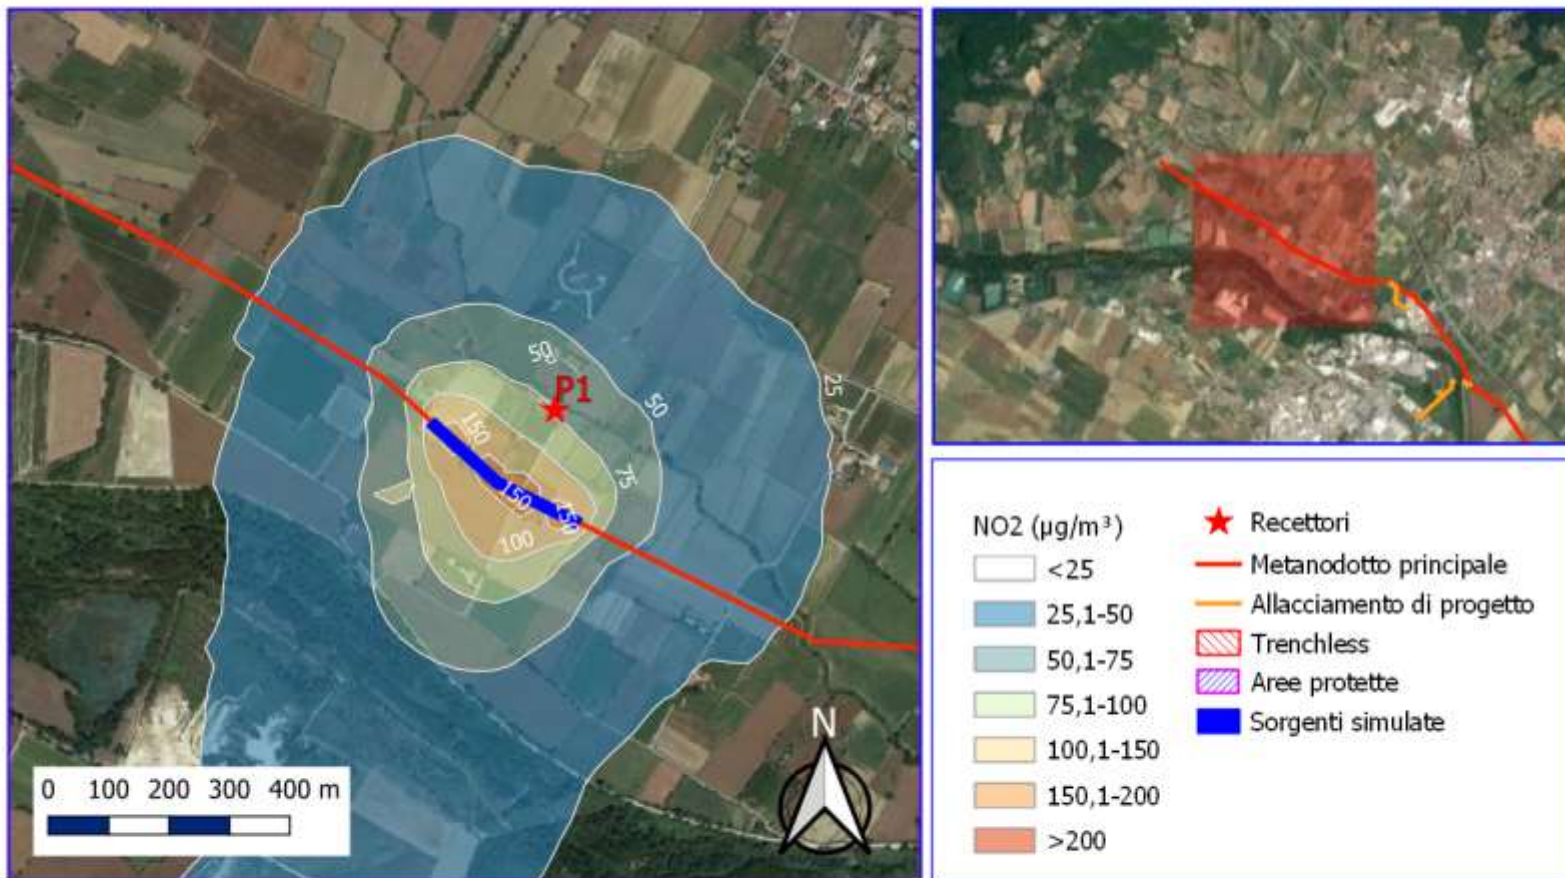 50
P1
50
25
150
75
150
150
100
N
0 100 200 300 400 m
NO2 (µg/m³)
<25
25,1-50
50,1-75
75,1-100
100,1-150
150,1-200
>200
Recettori
Metanodotto principale
Allacciamento di progetto
Trenchless
Aree protette
Sorgenti simulate